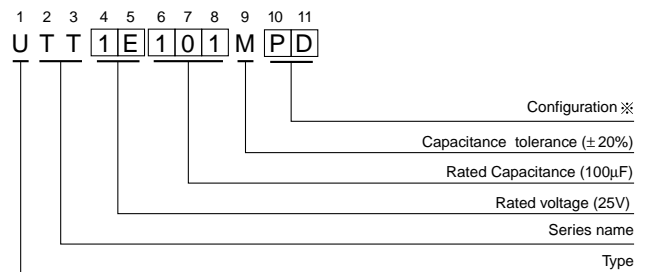 1 2 3 4 5 6 7 8 9 10 11
U T T 1 E 1 0 1 M P D
Configuration ※
Capacitance tolerance (±20%)
Rated Capacitance (100µF)
Rated voltage (25V)
Series name
Type